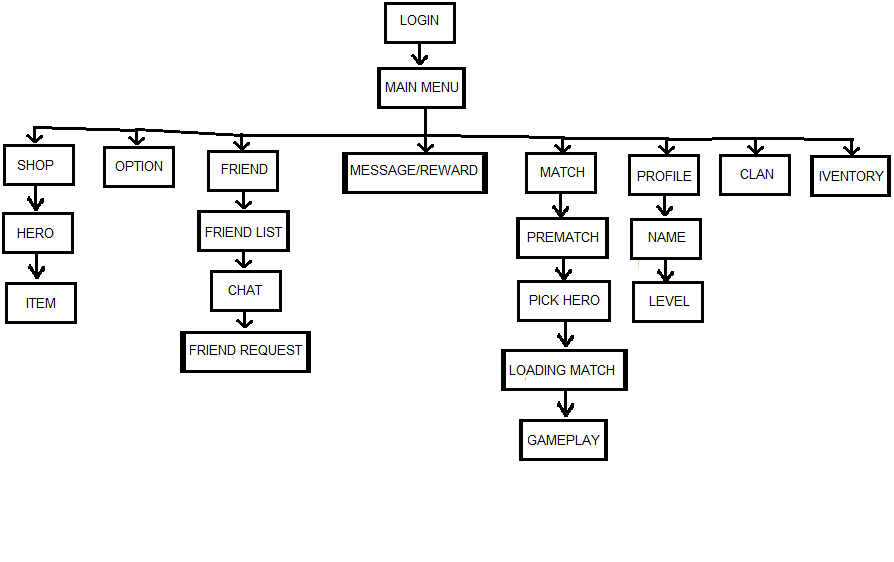 LOGIN
MAIN MENU
SHOP
OPTION
FRIEND
MESSAGE/REWARD
MATCH
PROFILE
CLAN
IVENTORY
HERO
FRIEND LIST
PREMATCH
NAME
ITEM
CHAT
PICK HERO
LEVEL
FRIEND REQUEST
LOADING MATCH
GAMEPLAY